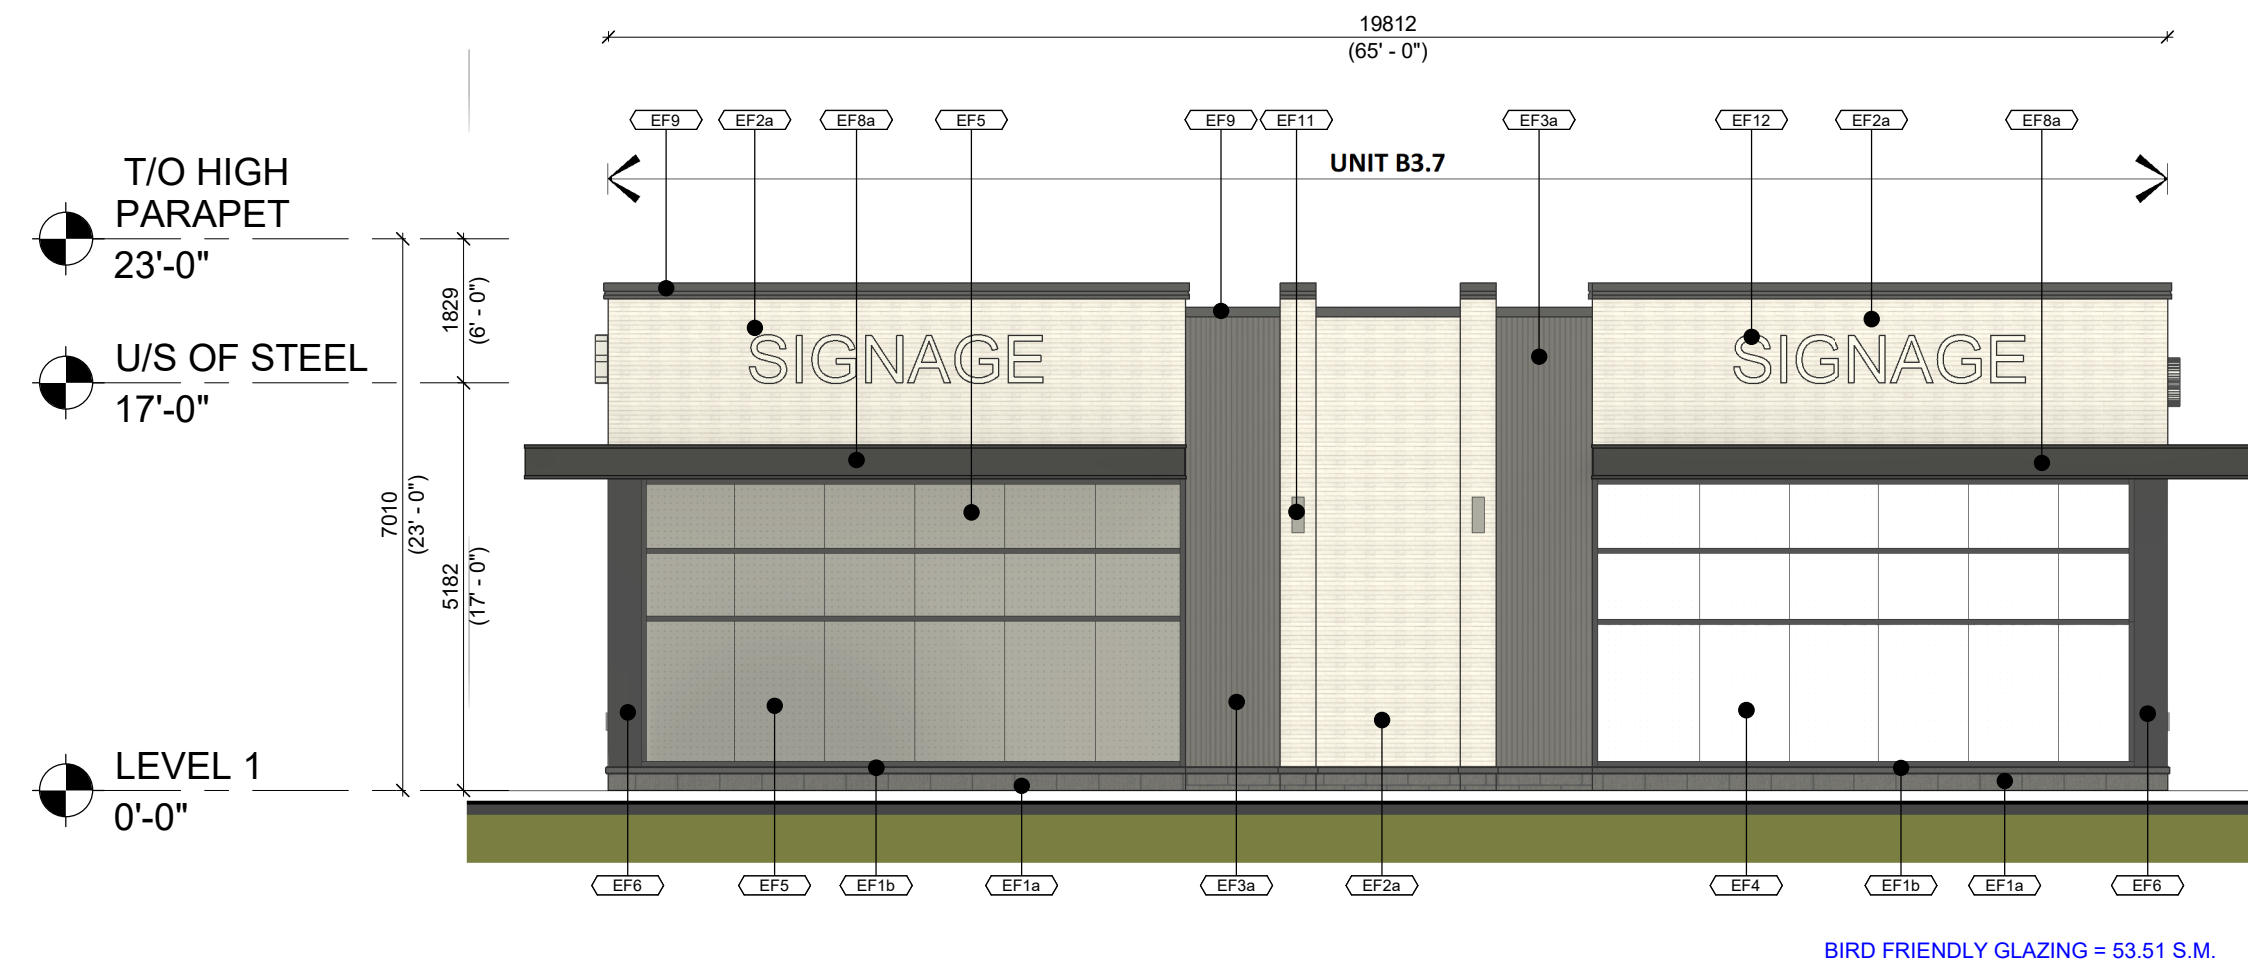 19812
(65' - 0")
EF9 EF2a EF8a EF5 EF9 EF11 EF3a EF12 EF2a EF8a
UNIT B3.7
T/O HIGH
PARAPET
23'-0"
1829
(6' - 0")
U/S OF STEEL
17'-0"
SIGNAGE SIGNAGE
7010
(23' - 0")
5182
(17' - 0")
LEVEL 1
0'-0"
EF6 EF5 EF1b EF1a EF3a EF2a EF4 EF1b EF1a EF6
BIRD FRIENDLY GLAZING = 53.51 S.M.